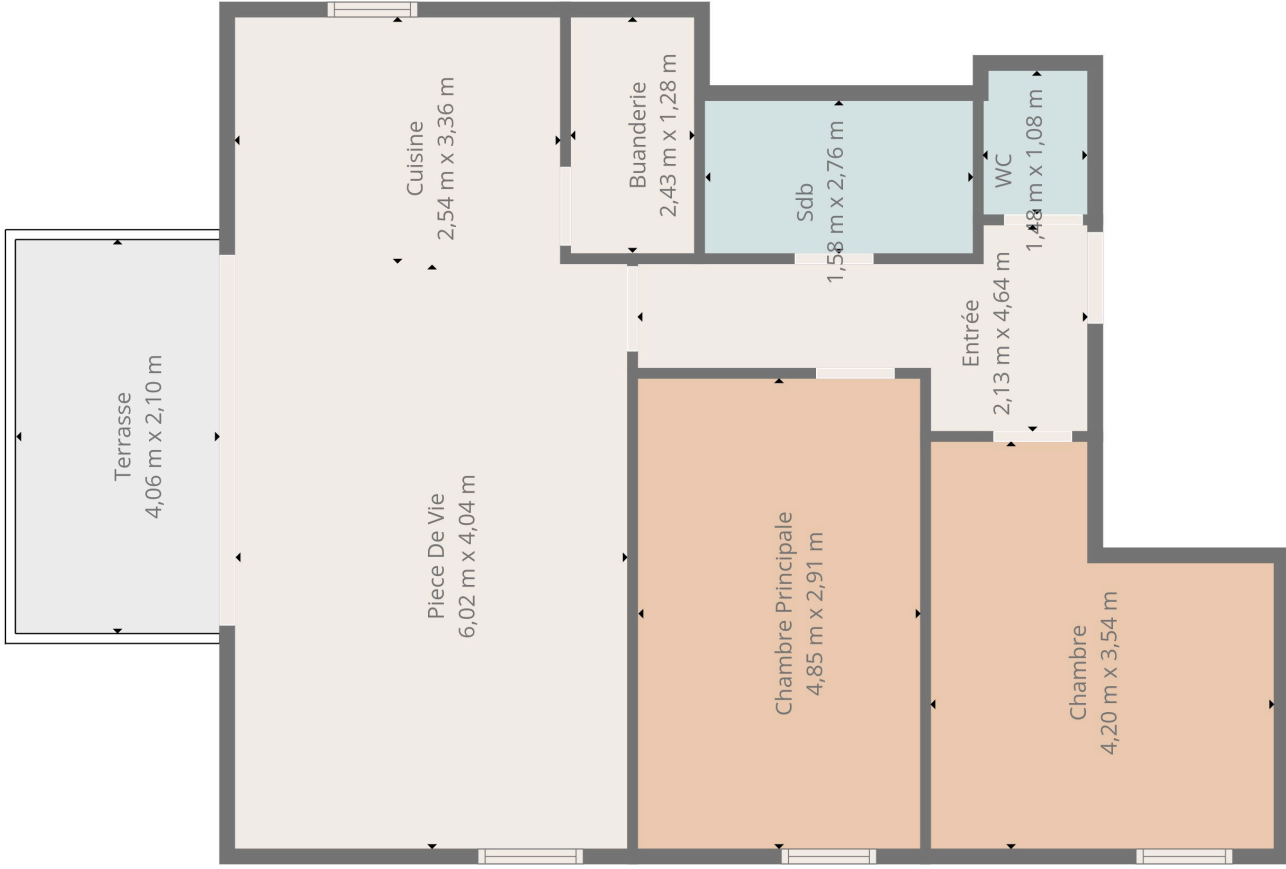 Cuisine
2,54 m x 3,36 m
Buanderie
2,43 m x 1,28 m
Sdb
1,58 m x 2,76 m
WC
1,48 m x 1,08 m
Entrée
2,13 m x 4,64 m
Terrasse
4,06 m x 2,10 m
Piece De Vie
6,02 m x 4,04 m
Chambre Principale
4,85 m x 2,91 m
Chambre
4,20 m x 3,54 m